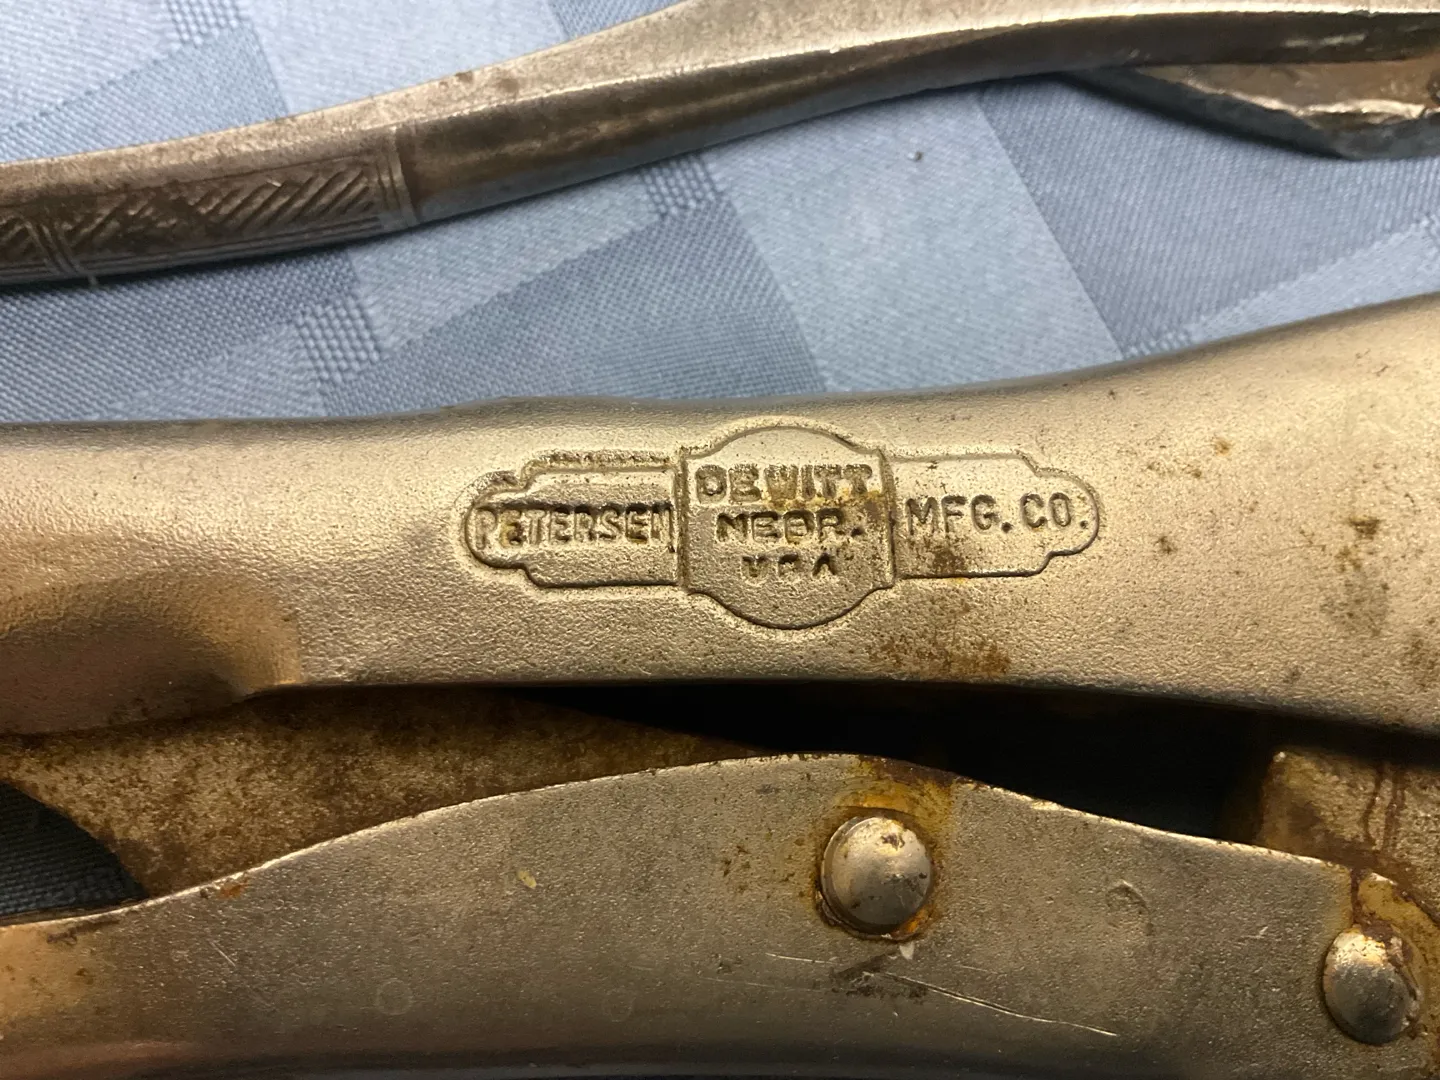 PETERSEN
DEWITT
NEBR.
USA
MFG. CO.